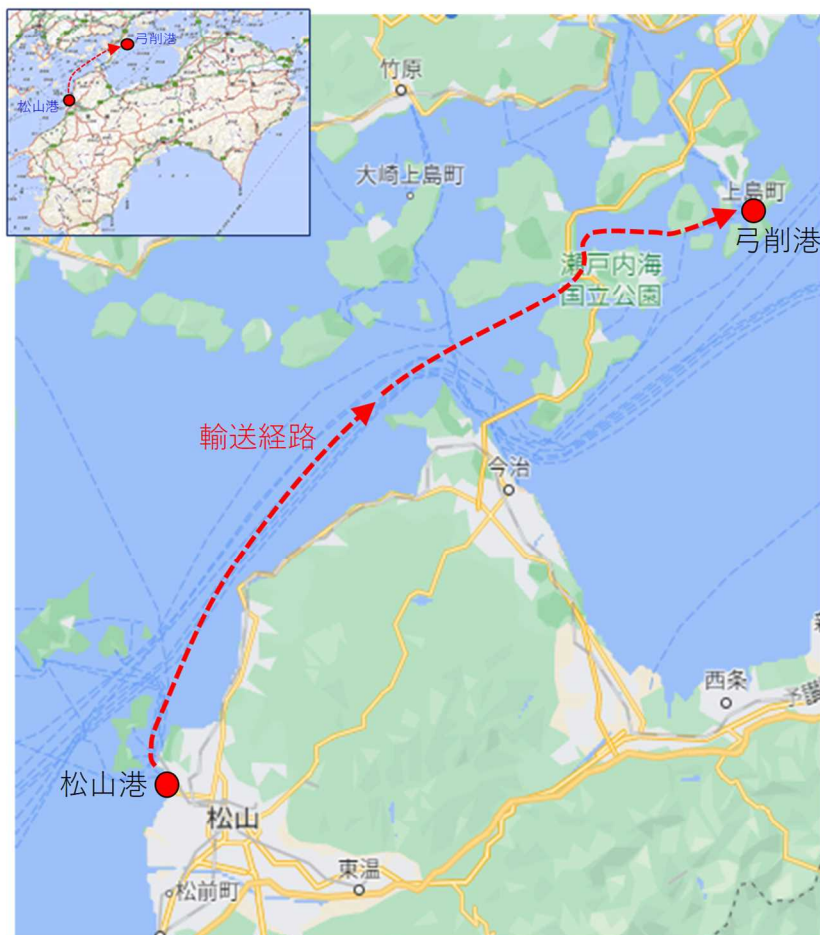 弓削港
松山港
竹原
大崎上島町
上島町
弓削港
瀬戸内海
国立公園
輸送経路
今治
西条
予讃
松山港
松山
東温
松前町